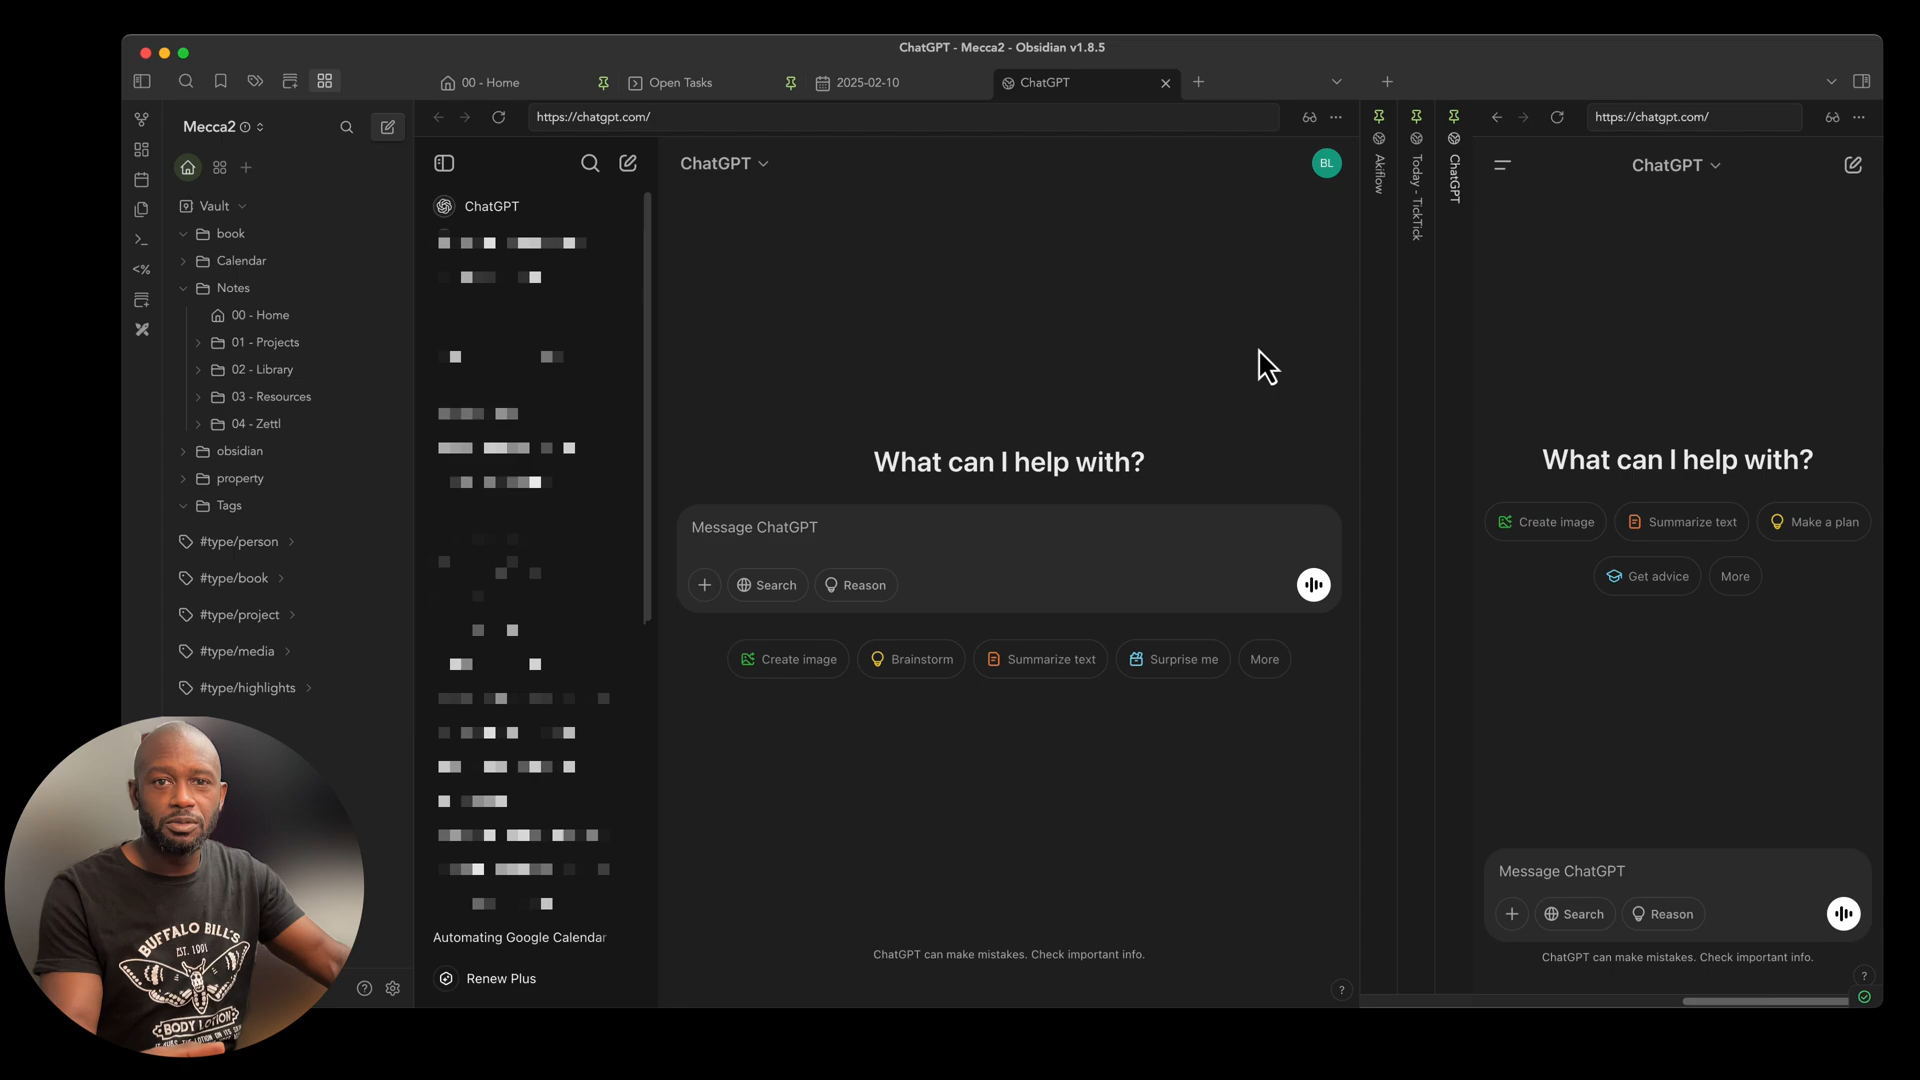 ChatGPT - Mecca2 - Obsidian v1.8.5
00 - Home
Open Tasks
2025-02-10
ChatGPT
Mecca2
Vault
book
Calendar
Notes
00 - Home
01 - Projects
02 - Library
03 - Resources
04 - Zettl
obsidian
property
Tags
#type/person
#type/book
#type/project
#type/media
#type/highlights
https://chatgpt.com/
ChatGPT
Automating Google Calendar
Renew Plus
ChatGPT
BL
What can I help with?
Message ChatGPT
Search
Reason
Create image
Brainstorm
Summarize text
Surprise me
More
ChatGPT can make mistakes. Check important info.
?
Akiflow
Today - TickTick
ChatGPT
https://chatgpt.com/
ChatGPT
What can I help with?
Create image
Summarize text
Make a plan
Get advice
More
Message ChatGPT
Search
Reason
ChatGPT can make mistakes. Check important info.
?
BUFFALO BILL'S
EST. 1991
BODY LOTION